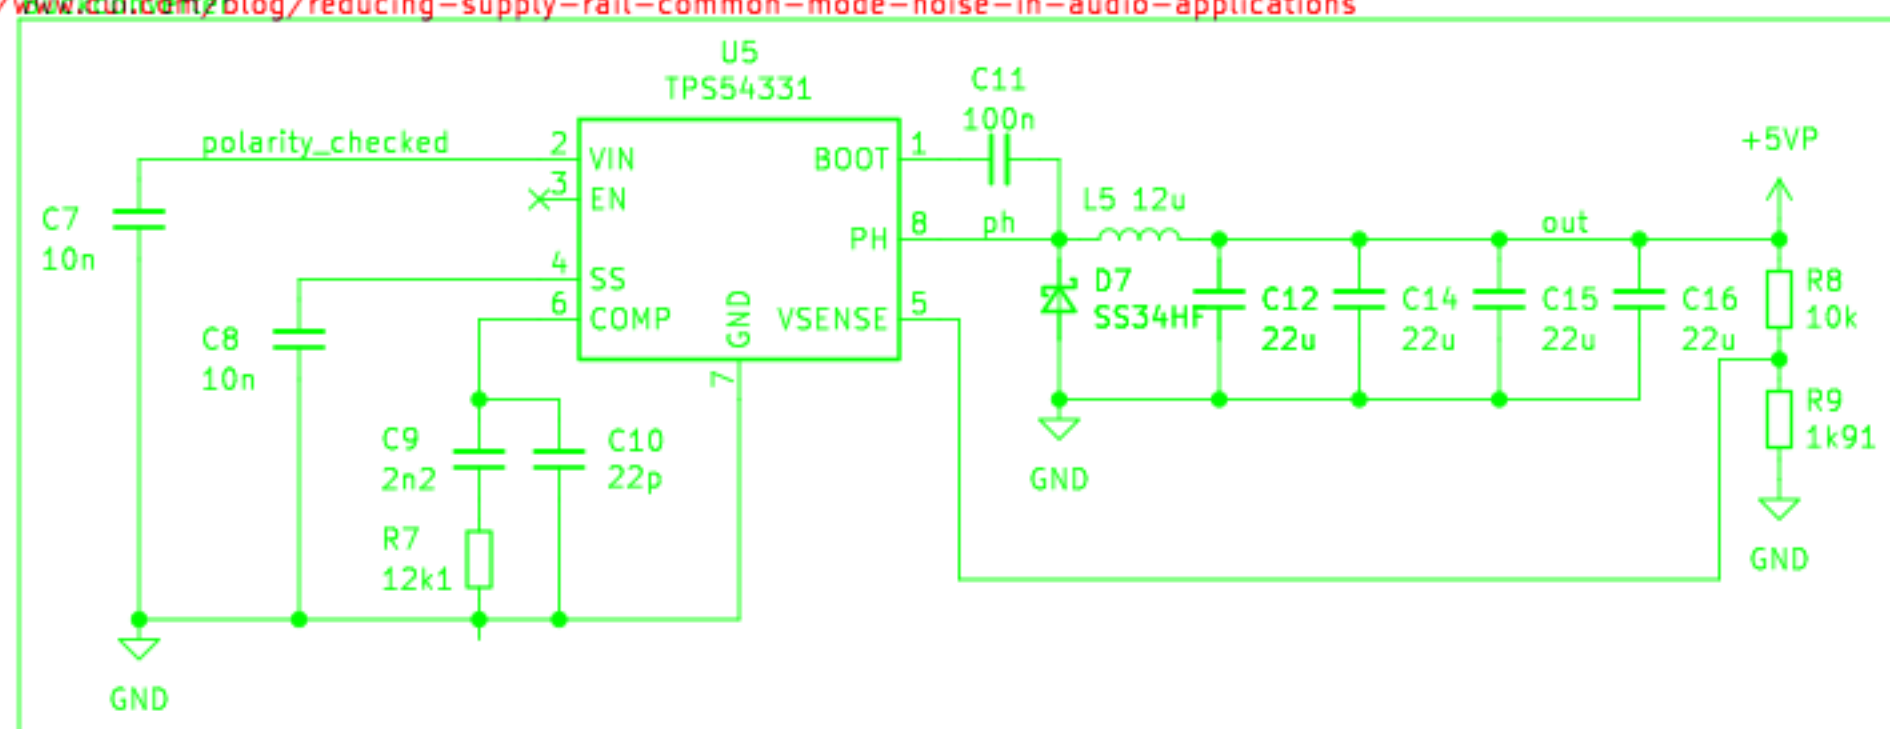 www.cui.com/blog/reducing-supply-rail-common-mode-noise-in-audio-applications
U5
TPS54331
C11
100n
polarity_checked
2
VIN
BOOT
1
+5VP
3
EN
L5 12u
C7
10n
PH
8
ph
out
4
SS
D7
SS34HF
C12
22u
C14
22u
C15
22u
C16
22u
R8
10k
6
COMP
GND
VSENSE
5
C8
10n
7
R9
1k91
C9
2n2
C10
22p
GND
R7
12k1
GND
GND